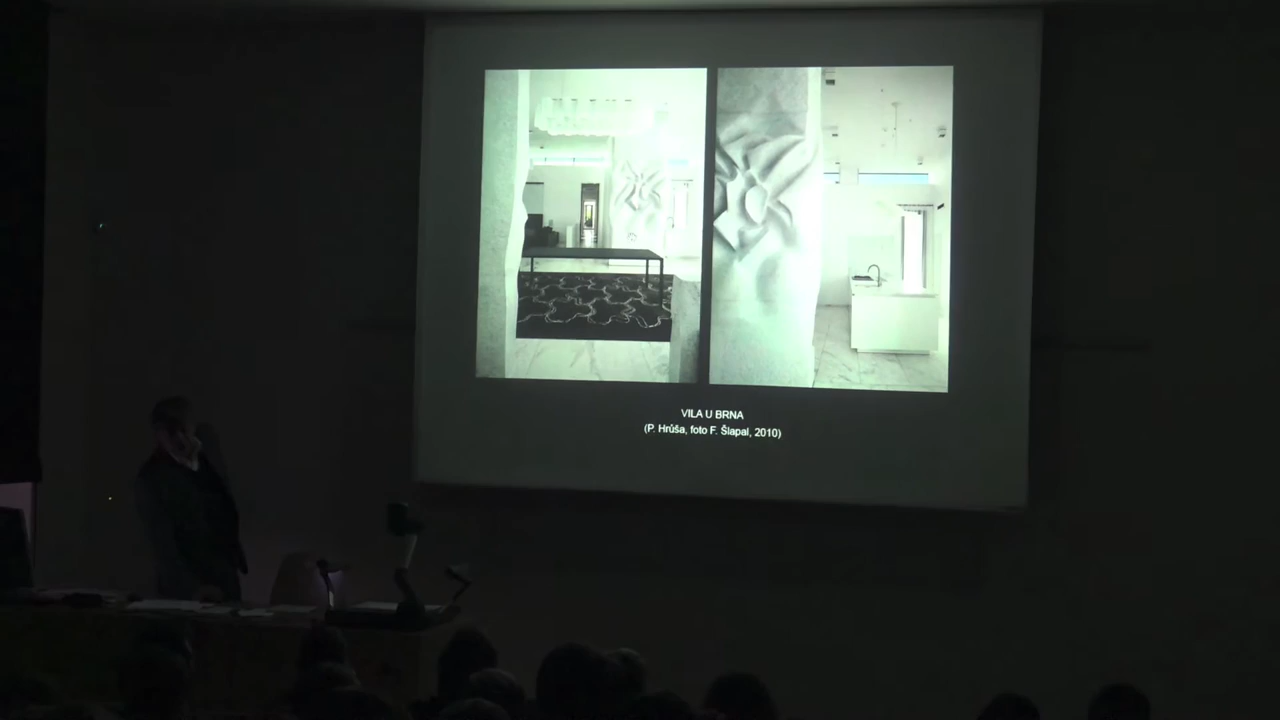 VILA U BRNA
(P. Hrůša, foto F. Šlapal, 2010)